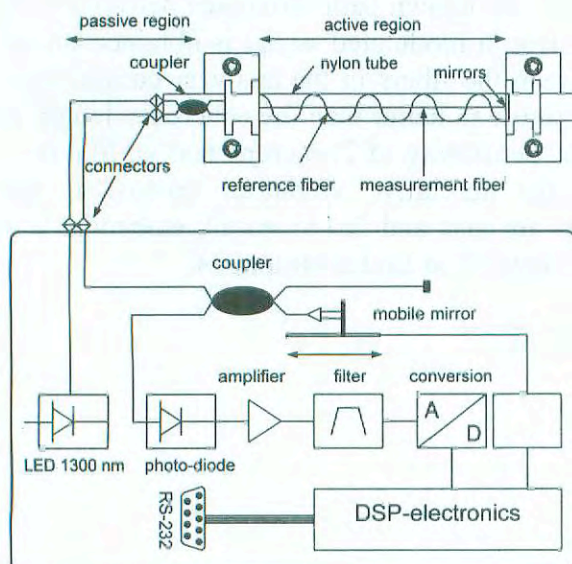 passive region
active region
coupler
nylon tube
mirrors
connectors
reference fiber
measurement fiber
coupler
mobile mirror
amplifier
filter
conversion
A
D
LED 1300 nm
photo-diode
RS-232
DSP-electronics